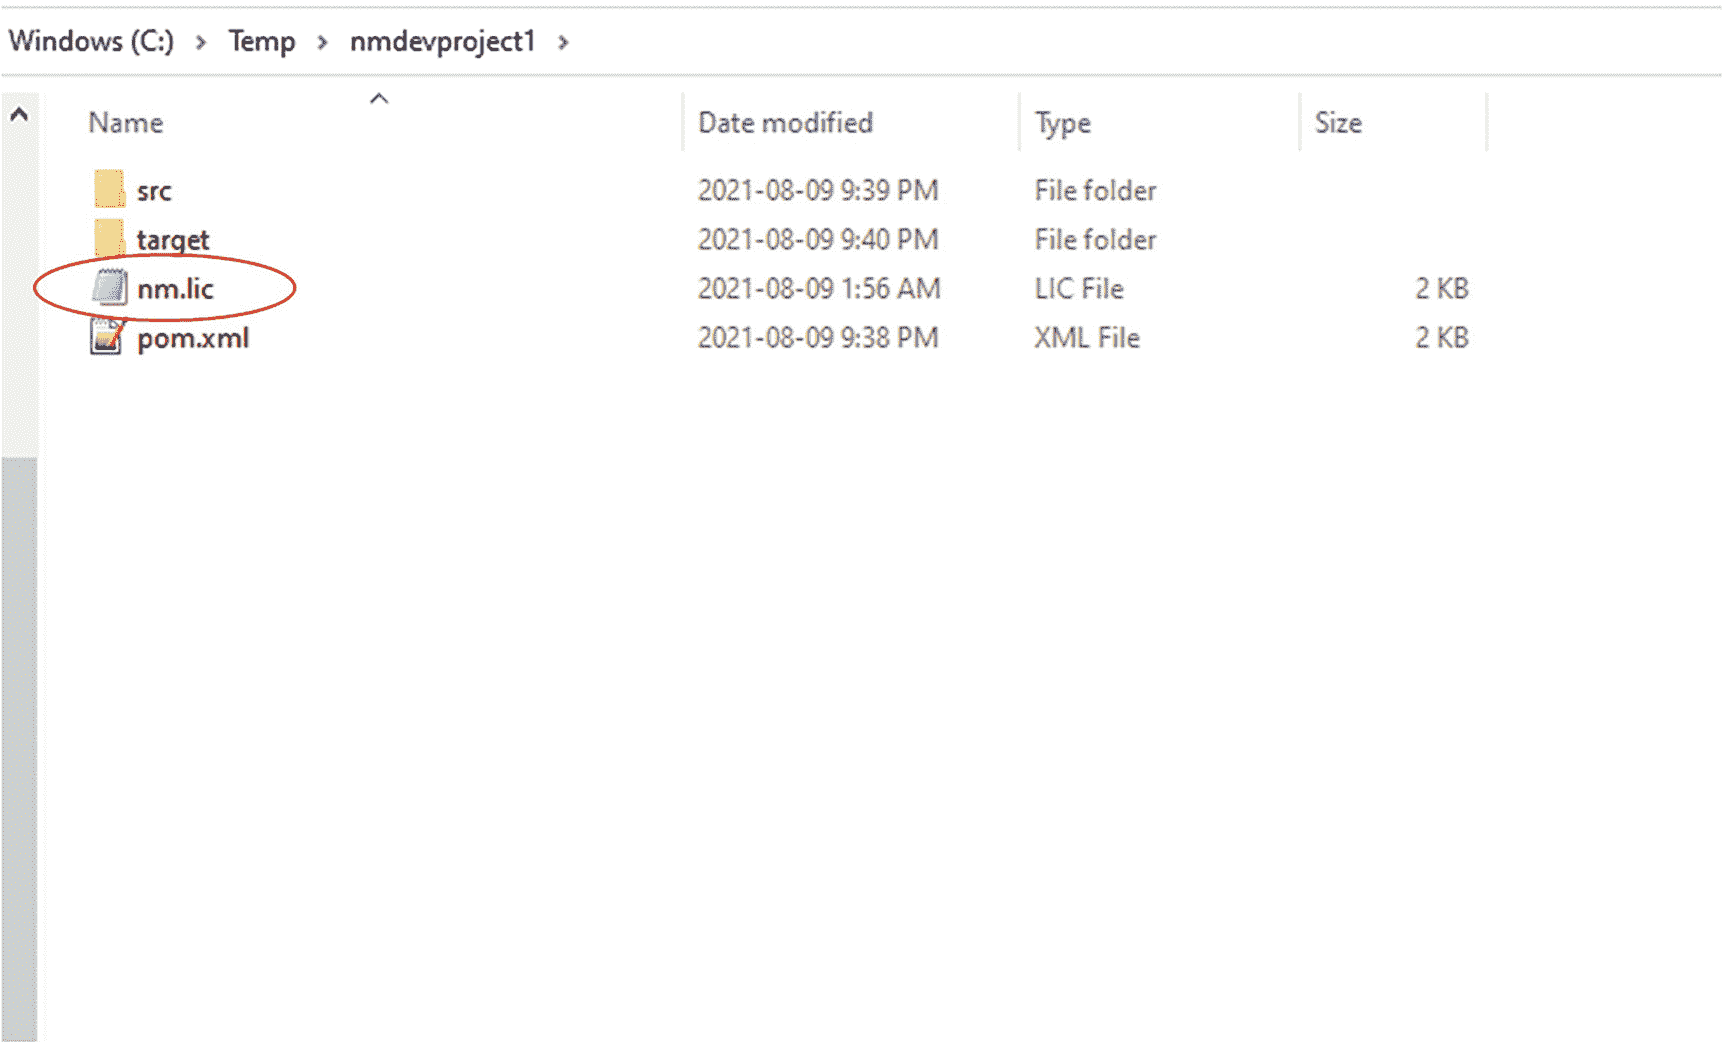 Windows (C:) > Temp > nmdevproject1 >
Name Date modified Type Size
src 2021-08-09 9:39 PM File folder
target 2021-08-09 9:40 PM File folder
nm.lic 2021-08-09 1:56 AM LIC File 2 KB
pom.xml 2021-08-09 9:38 PM XML File 2 KB